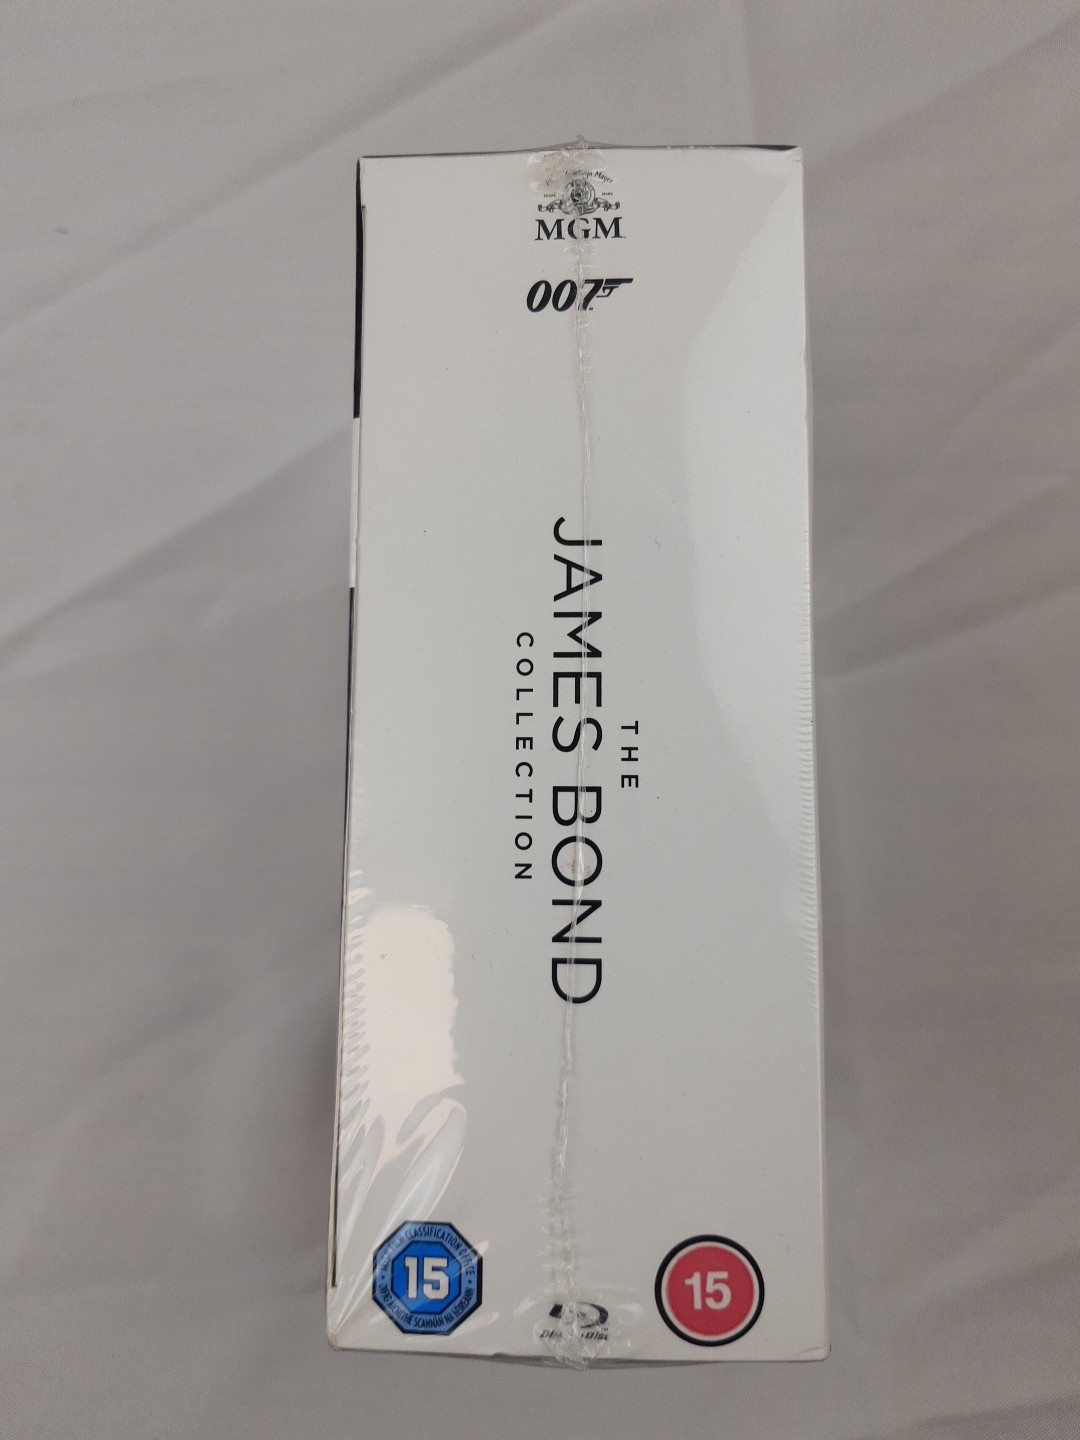 MGM
007
THE
JAMES BOND
COLLECTION
15
15